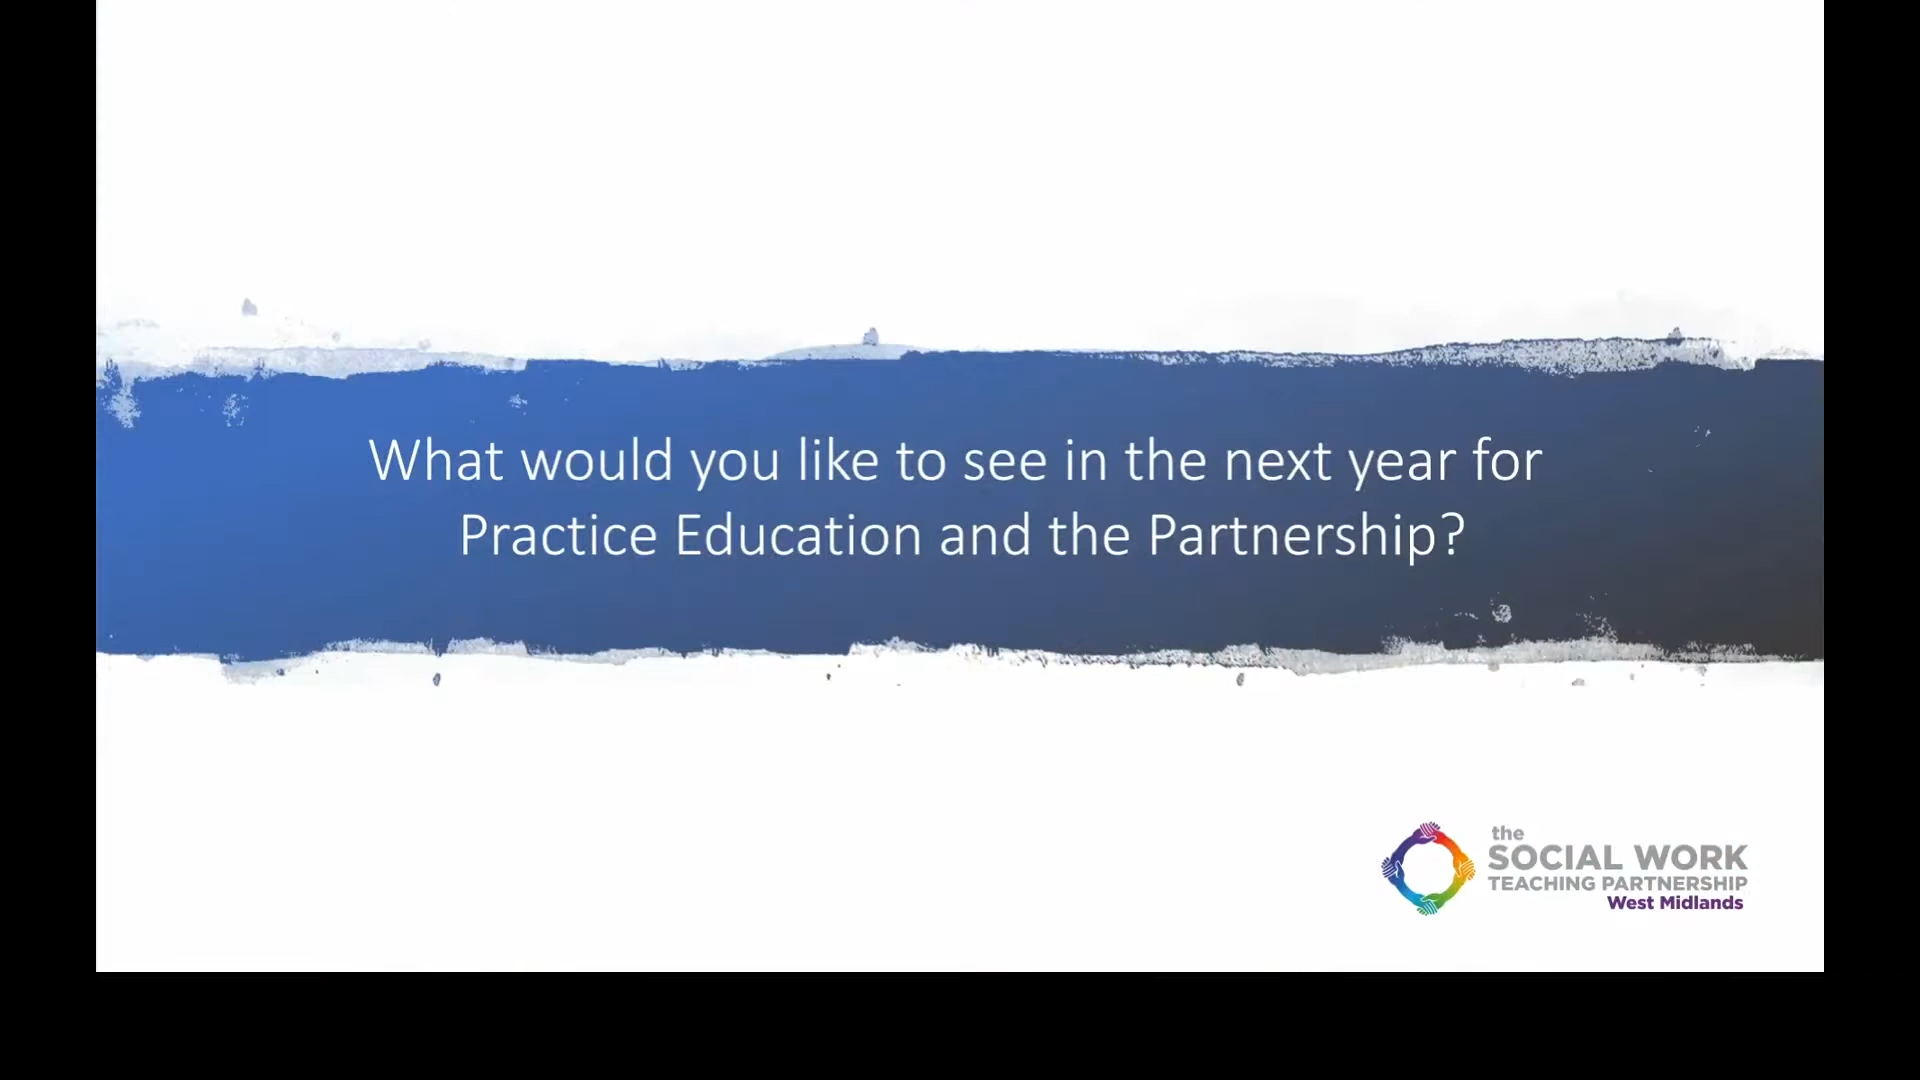 What would you like to see in the next year for
Practice Education and the Partnership?
the
SOCIAL WORK
TEACHING PARTNERSHIP
West Midlands